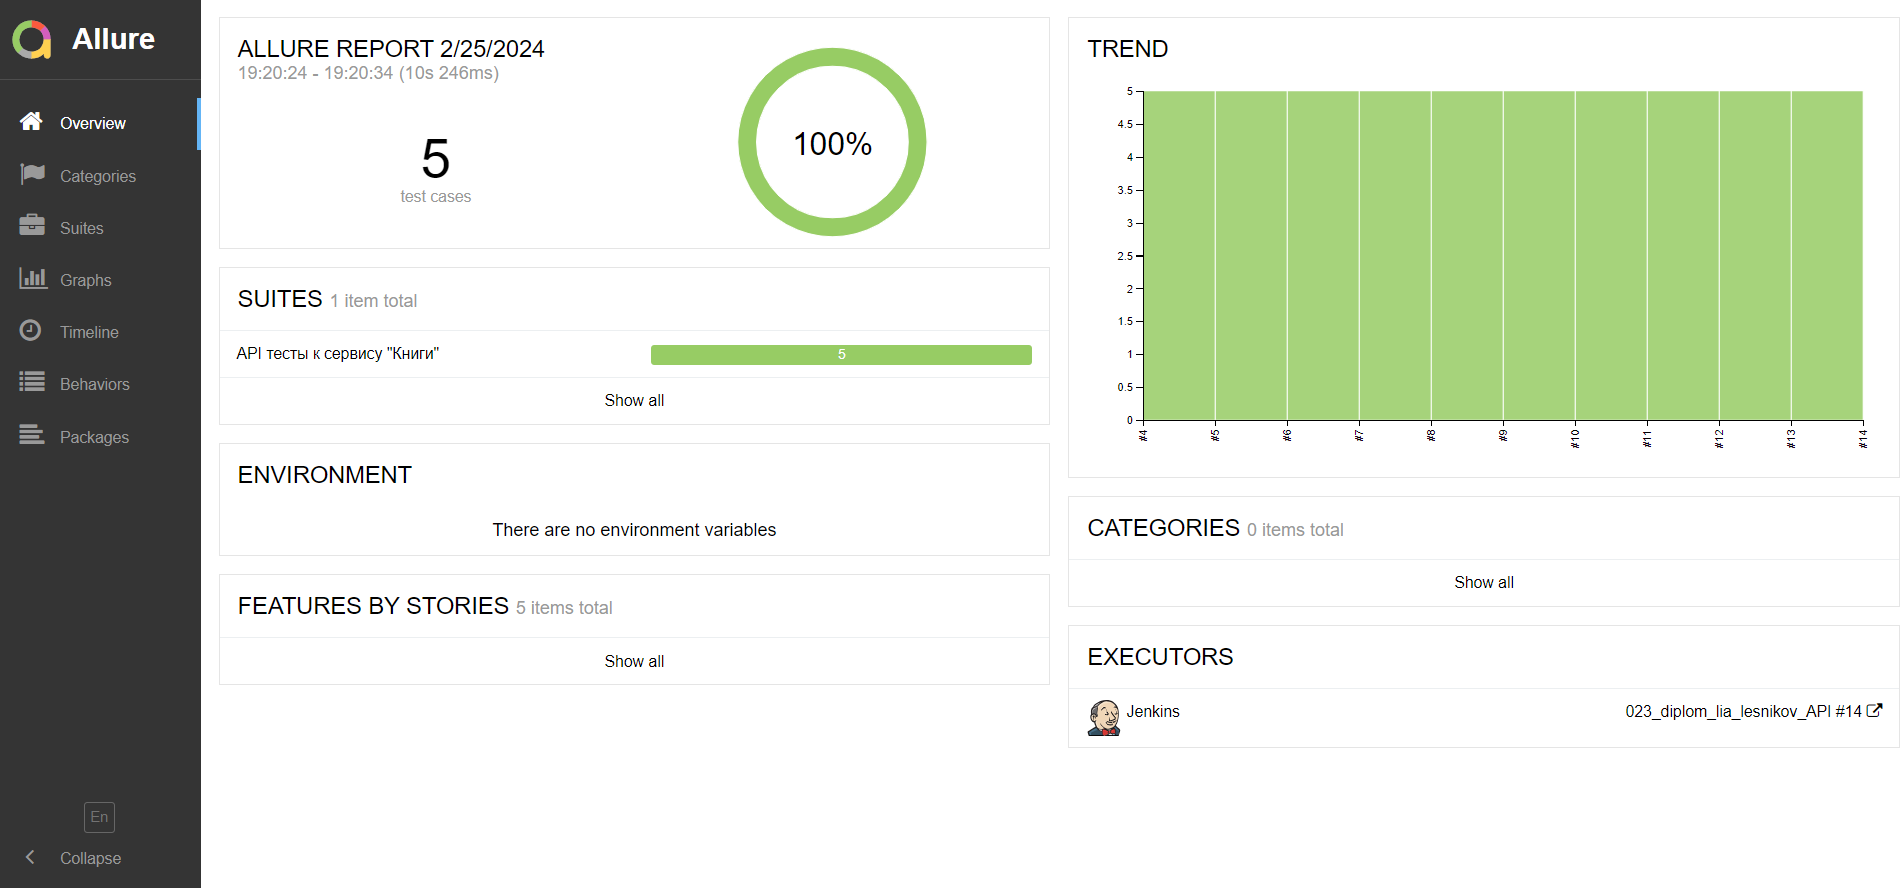 Allure
Overview
Categories
Suites
Graphs
Timeline
Behaviors
Packages
En
Collapse
ALLURE REPORT 2/25/2024
19:20:24 - 19:20:34 (10s 246ms)
5
test cases
100%
SUITES 1 item total
API тесты к сервису "Книги"
5
Show all
ENVIRONMENT
There are no environment variables
FEATURES BY STORIES 5 items total
Show all
TREND
5
4.5
4
3.5
3
2.5
2
1.5
1
0.5
0
#4
#5
#6
#7
#8
#9
#10
#11
#12
#13
#14
CATEGORIES 0 items total
Show all
EXECUTORS
Jenkins
023_diplom_lia_lesnikov_API #14